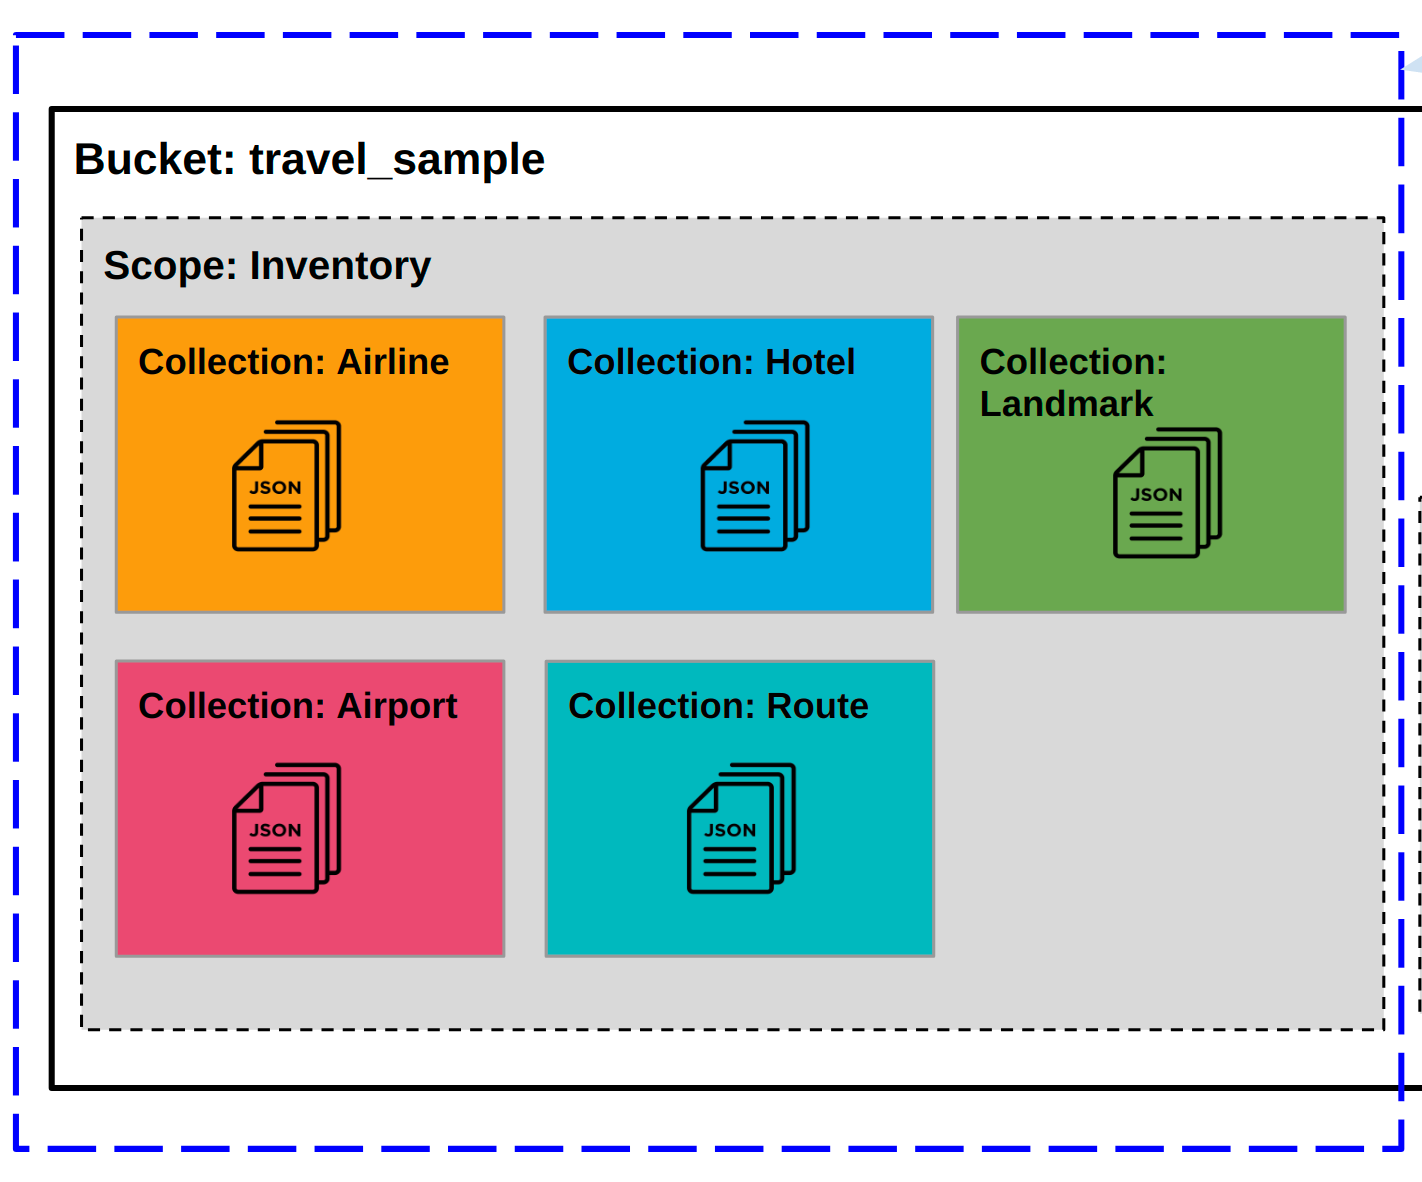 Bucket: travel_sample
Scope: Inventory
Collection: Airline
JSON
Collection: Hotel
JSON
Collection:
Landmark
JSON
Collection: Airport
JSON
Collection: Route
JSON